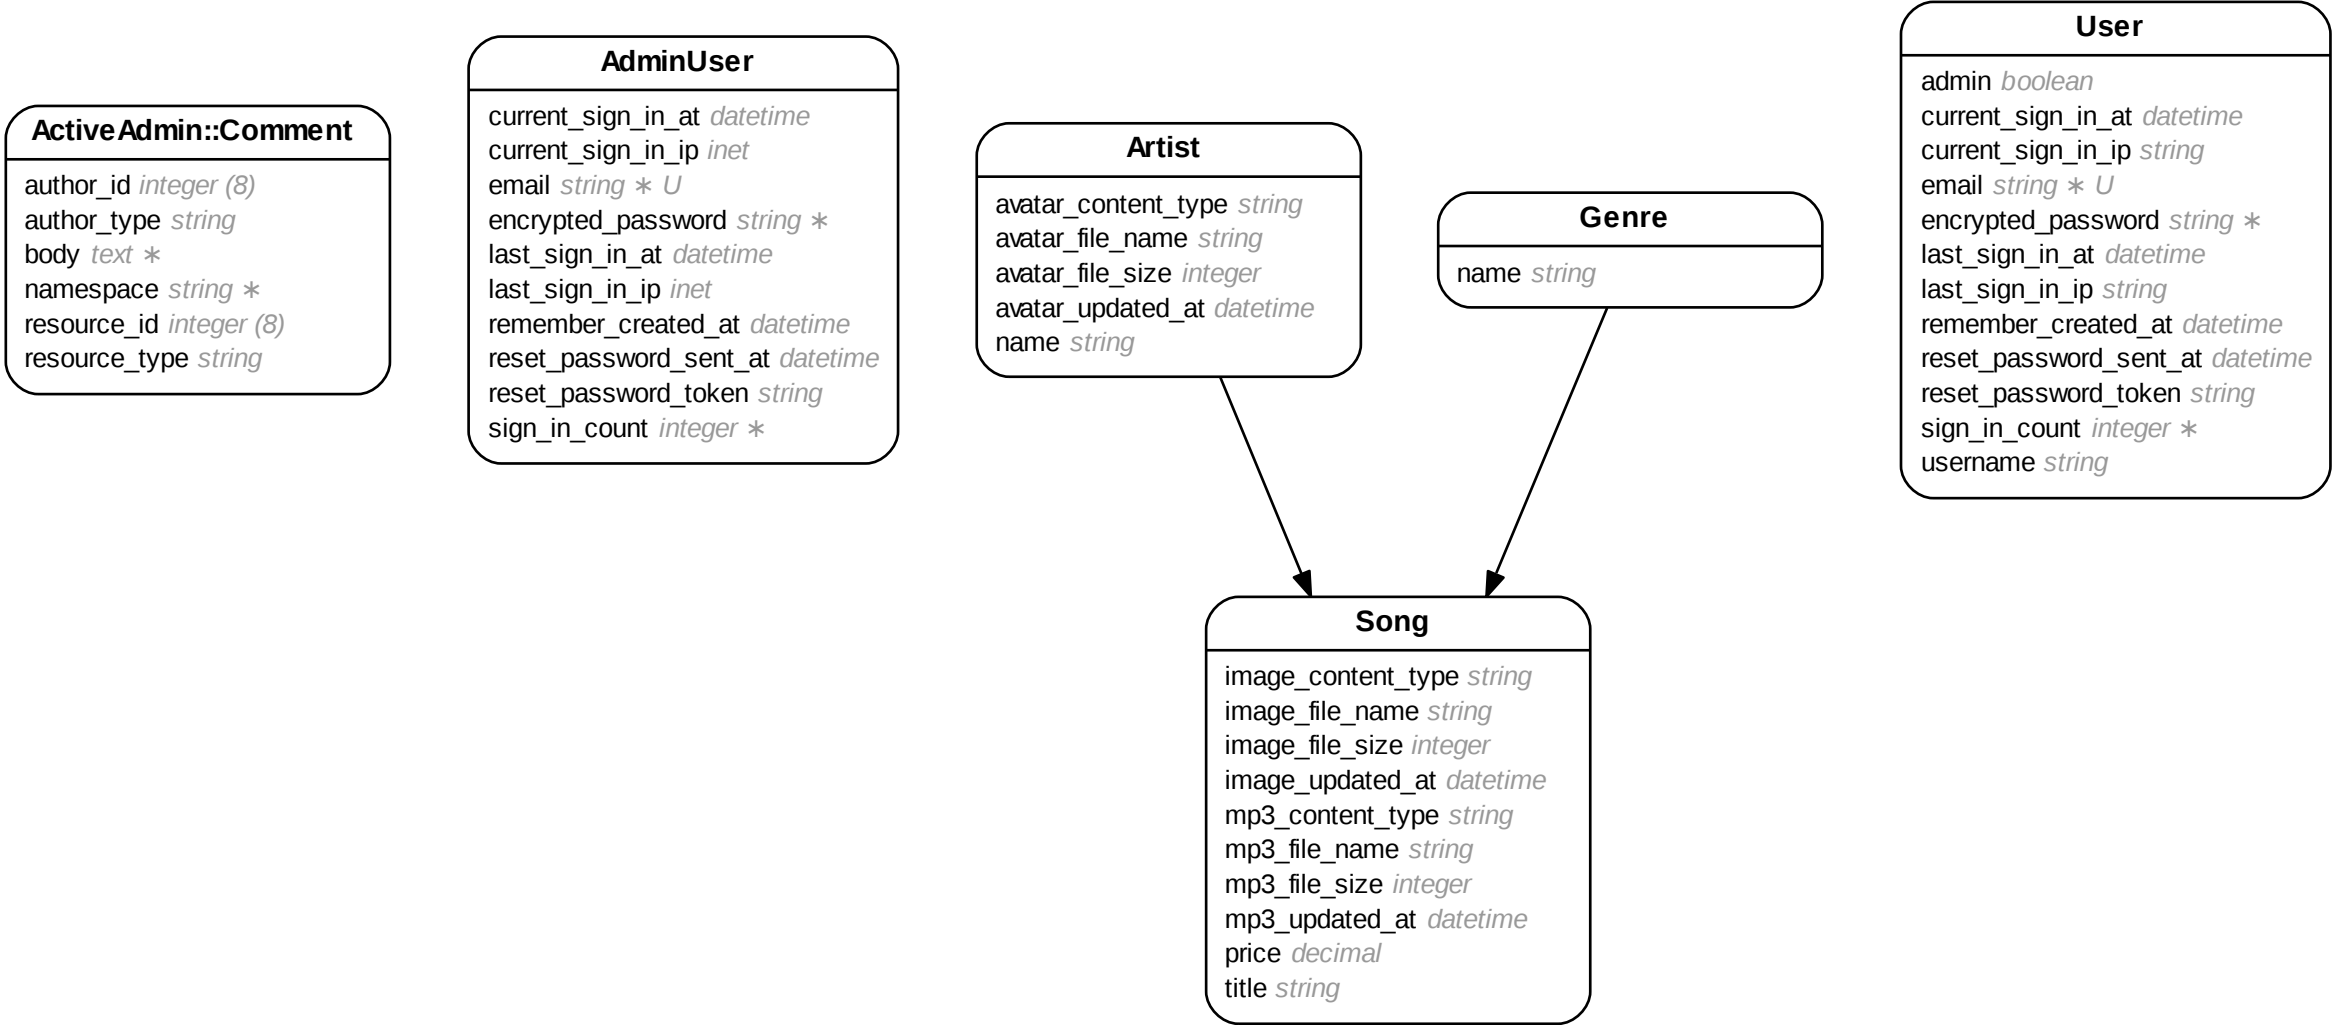 ActiveAdmin::Comment
author_id integer (8)
author_type string
body text ∗
namespace string ∗
resource_id integer (8)
resource_type string
AdminUser
current_sign_in_at datetime
current_sign_in_ip inet
email string ∗ U
encrypted_password string ∗
last_sign_in_at datetime
last_sign_in_ip inet
remember_created_at datetime
reset_password_sent_at datetime
reset_password_token string
sign_in_count integer ∗
Artist
avatar_content_type string
avatar_file_name string
avatar_file_size integer
avatar_updated_at datetime
name string
Genre
name string
User
admin boolean
current_sign_in_at datetime
current_sign_in_ip string
email string ∗ U
encrypted_password string ∗
last_sign_in_at datetime
last_sign_in_ip string
remember_created_at datetime
reset_password_sent_at datetime
reset_password_token string
sign_in_count integer ∗
username string
Song
image_content_type string
image_file_name string
image_file_size integer
image_updated_at datetime
mp3_content_type string
mp3_file_name string
mp3_file_size integer
mp3_updated_at datetime
price decimal
title string